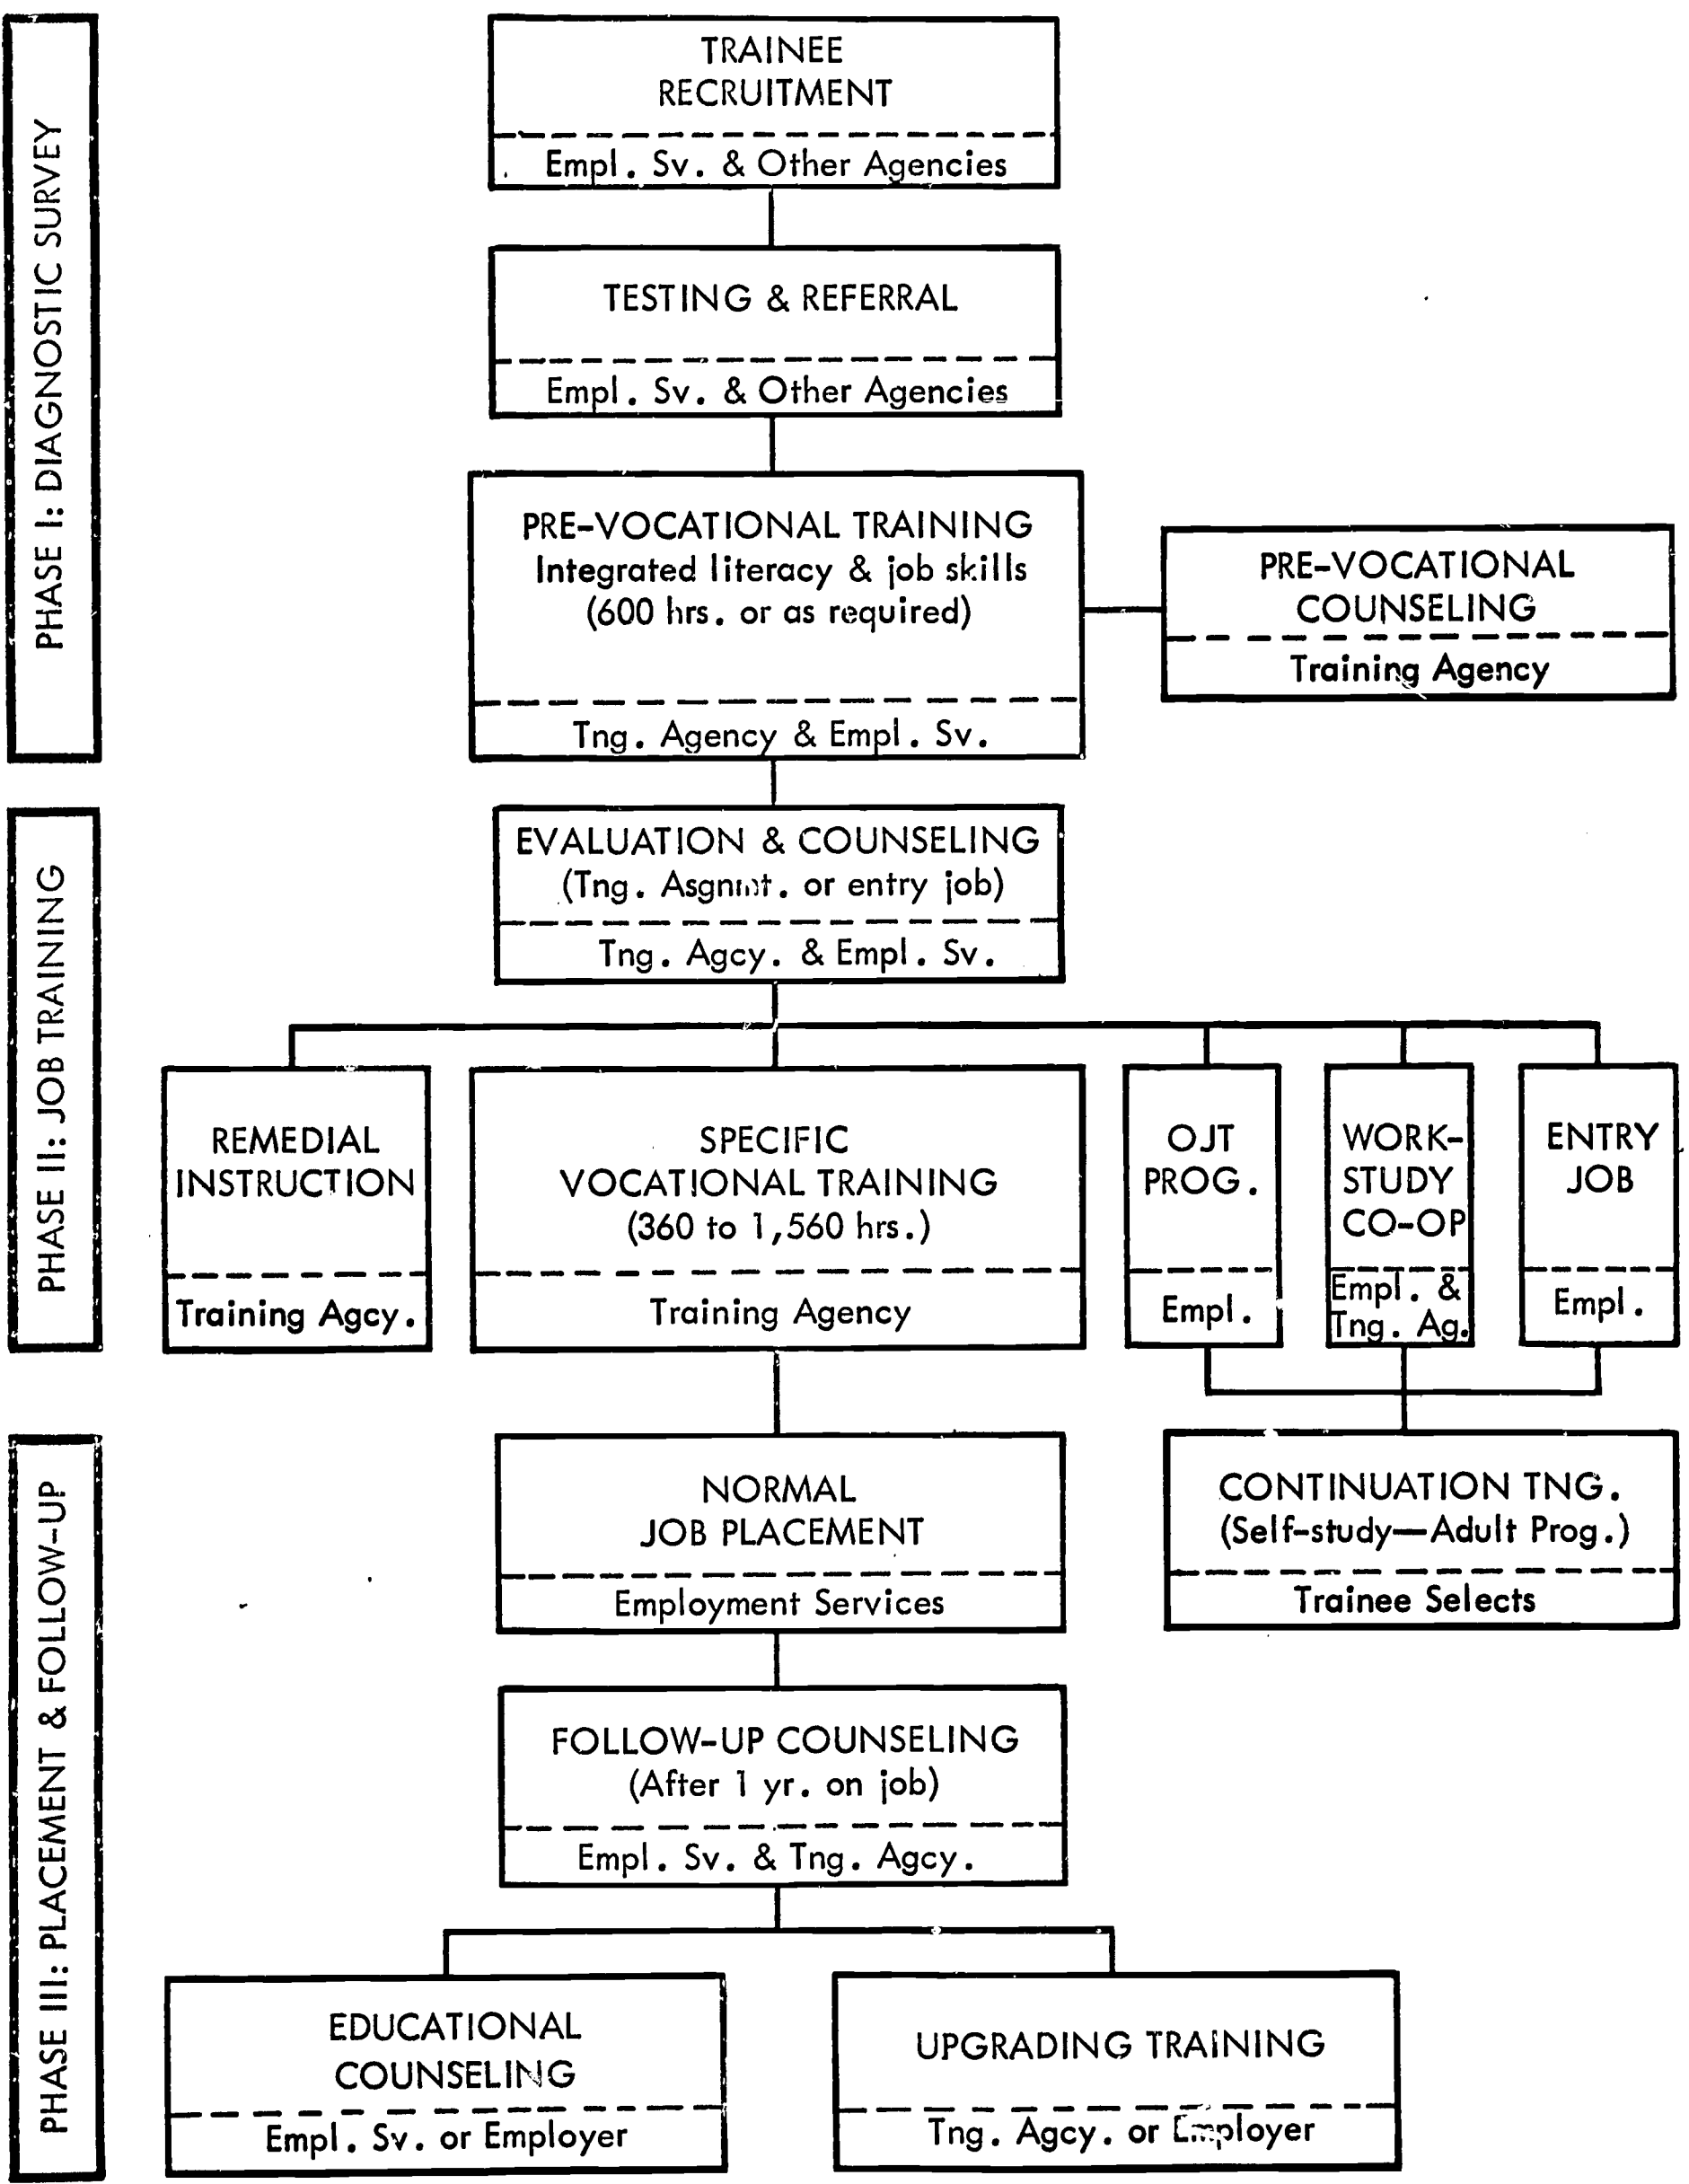 PHASE I: DIAGNOSTIC SURVEY
TRAINEE
RECRUITMENT
Empl. Sv. & Other Agencies
TESTING & REFERRAL
Empl. Sv. & Other Agencies
PRE-VOCATIONAL TRAINING
Integrated literacy & job skills
(600 hrs. or as required)
Tng. Agency & Empl. Sv.
PRE-VOCATIONAL
COUNSELING
Training Agency
PHASE II: JOB TRAINING
EVALUATION & COUNSELING
(Tng. Asgnmt. or entry job)
Tng. Agcy. & Empl. Sv.
REMEDIAL
INSTRUCTION
Training Agcy.
SPECIFIC
VOCATIONAL TRAINING
(360 to 1,560 hrs.)
Training Agency
OJT
PROG.
Empl.
WORK-
STUDY
CO-OP
Empl. &
Tng. Ag.
ENTRY
JOB
Empl.
PHASE III: PLACEMENT & FOLLOW-UP
NORMAL
JOB PLACEMENT
Employment Services
CONTINUATION TNG.
(Self-study—Adult Prog.)
Trainee Selects
FOLLOW-UP COUNSELING
(After 1 yr. on job)
Empl. Sv. & Tng. Agcy.
EDUCATIONAL
COUNSELING
Empl. Sv. or Employer
UPGRADING TRAINING
Tng. Agcy. or Employer